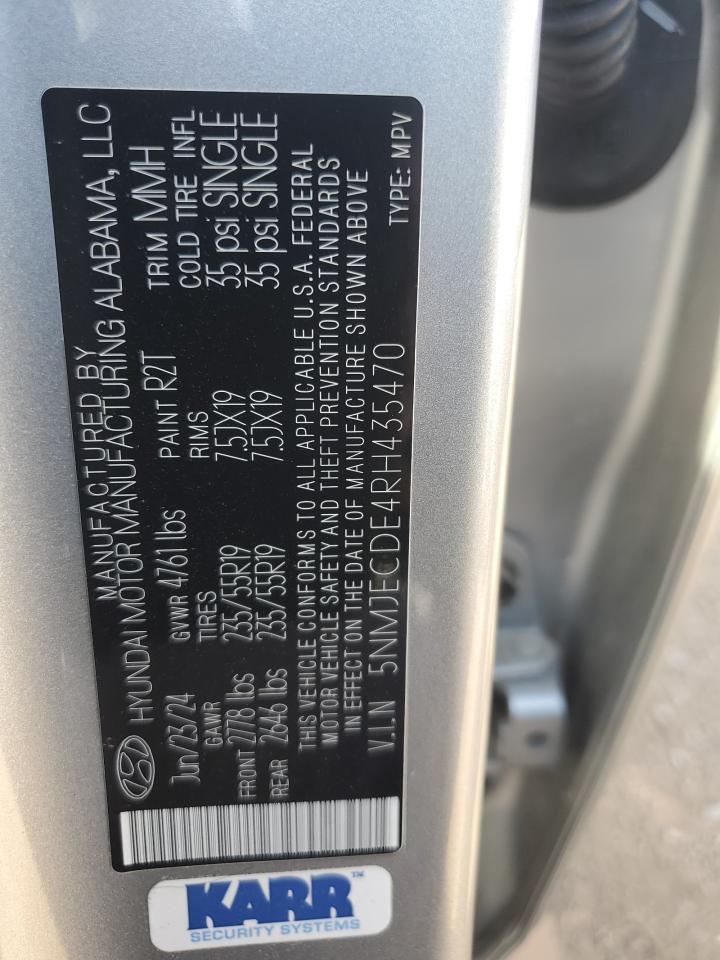 MANUFACTURED BY
HYUNDAI MOTOR MANUFACTURING ALABAMA, LLC
Jun/23/24 GVWR 4761 lbs PAINT R2T TRIM MMH
GAWR TIRES RIMS COLD TIRE INFL
FRONT 2778 lbs 235/55R19 7.5JX19 35 psi SINGLE
REAR 2646 lbs 235/55R19 7.5JX19 35 psi SINGLE
THIS VEHICLE CONFORMS TO ALL APPLICABLE U.S.A. FEDERAL
MOTOR VEHICLE SAFETY AND THEFT PREVENTION STANDARDS
IN EFFECT ON THE DATE OF MANUFACTURE SHOWN ABOVE
V.I.N 5NMJECDE4RH435470 TYPE: MPV
KARR™
SECURITY SYSTEMS